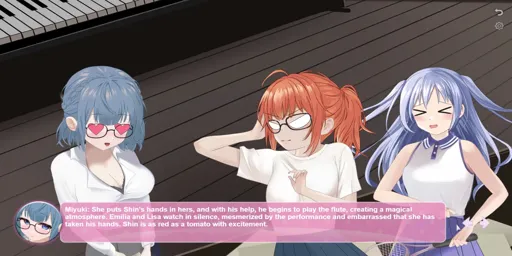 Miyuki: She puts Shin's hands in hers, and with his help, he begins to play the flute, creating a magical
atmosphere. Emilia and Lisa watch in silence, mesmerized by the performance and embarrassed that she has
taken his hands. Shin is as red as a tomato with excitement.